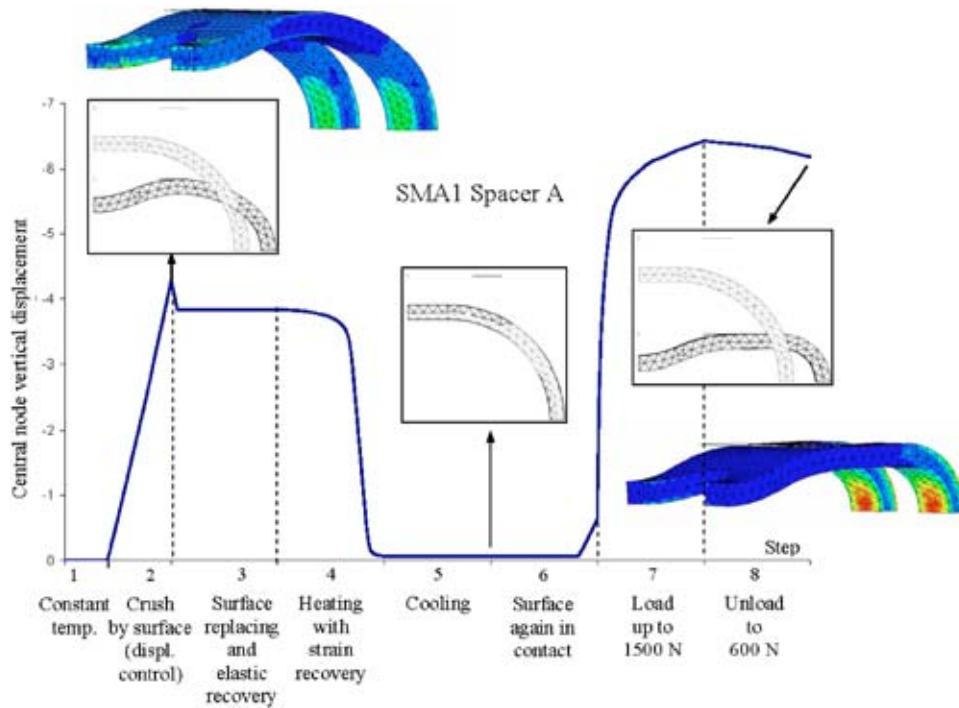 -7
-6
-5
-4
-3
-2
-1
0
Central node vertical displacement
SMA1 Spacer A
Step
1
2
3
4
5
6
7
8
Constant
temp.
Crush
by surface
(displ.
control)
Surface
replacing
and
elastic
recovery
Heating
with
strain
recovery
Cooling
Surface
again in
contact
Load
up to
1500 N
Unload
to
600 N